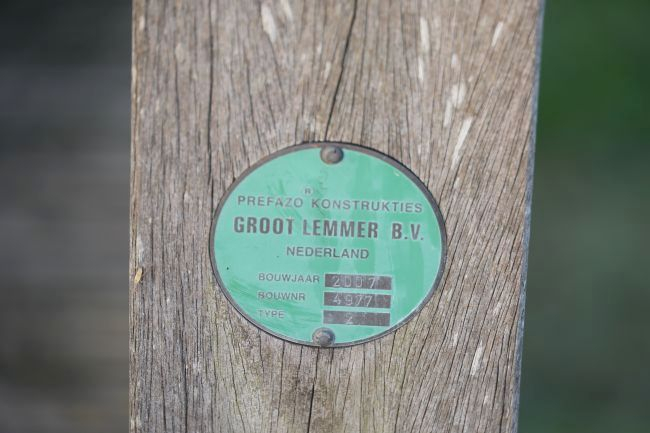 ®
PREFAZO KONSTRUKTIES
GROOT LEMMER B.V.
NEDERLAND
BOUWJAAR 2007
BOUWNR 4977
TYPE 2